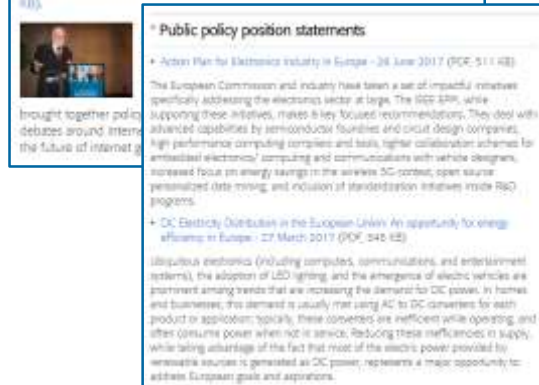 KB).
brought together policy
debates around interne
the future of internet g
Public policy position statements
Action Plan for Electronics Industry in Europe - 26 June 2017 (PDF, 511 KB)
The European Commission and industry have taken a set of impactful initiatives
specifically addressing the electronics sector at large. The IEEE EPPI, while
supporting these initiatives, makes 6 key focused recommendations. They deal with
advanced capabilities by semiconductor foundries and circuit design companies,
high performance computing compilers and tools, tighter collaboration schemes for
embedded electronics/ computing and communications with vehicle designers,
increased focus on energy savings in the wireless 5G context, open source
personalized data mining, and inclusion of standardization initiatives inside R&D
programs.
DC Electricity Distribution in the European Union: An opportunity for energy
efficiency in Europe - 27 March 2017 (PDF, 545 KB)
Ubiquitous electronics (including computers, communications, and entertainment
systems), the adoption of LED lighting, and the emergence of electric vehicles are
prominent among trends that are increasing the demand for DC power. In homes
and businesses, this demand is usually met using AC to DC converters for each
product or application; typically, these converters are inefficient while operating, and
often consume power when not in service. Reducing these inefficiencies in supply,
while taking advantage of the fact that most of the electric power provided by
renewable sources is generated as DC power, represents a major opportunity to
address European goals and aspirations.